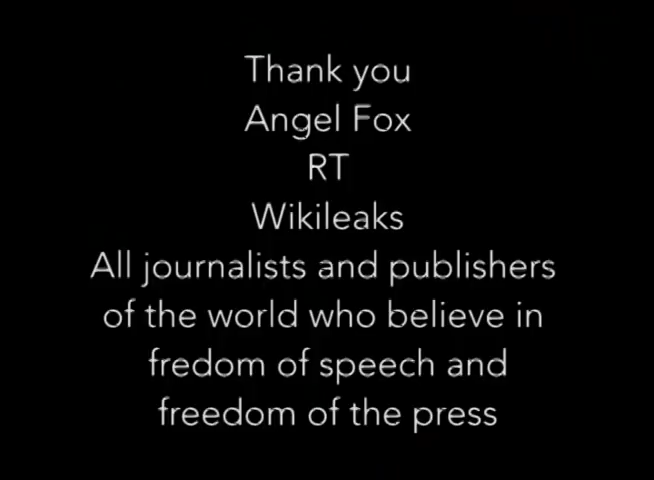 Thank you
Angel Fox
RT
Wikileaks
All journalists and publishers
of the world who believe in
fredom of speech and
freedom of the press